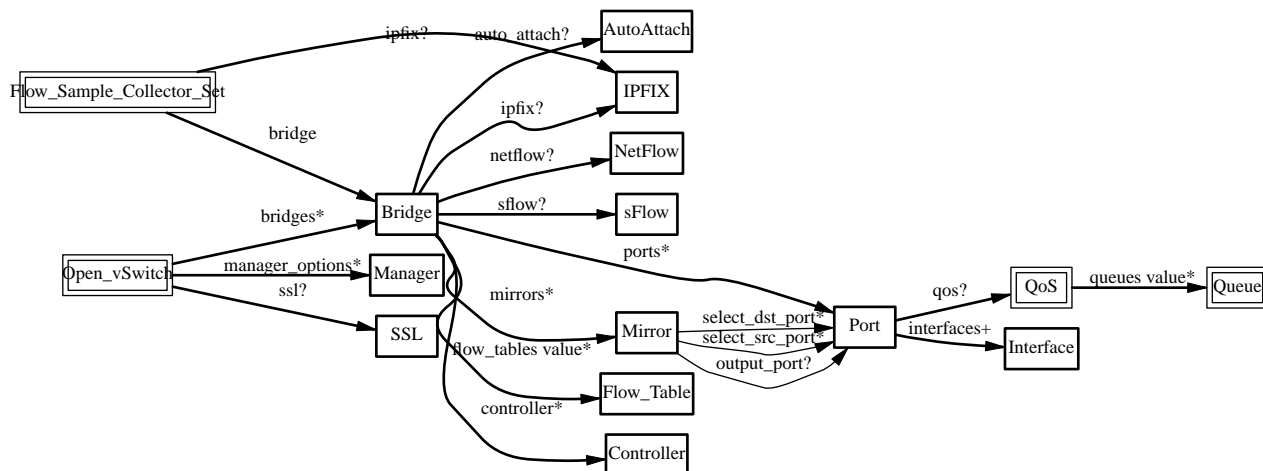 ipfix?
auto_attach?
AutoAttach
Flow_Sample_Collector_Set
IPFIX
ipfix?
bridge
netflow?
NetFlow
Bridge
sflow?
sFlow
bridges*
ports*
Open_vSwitch
manager_options*
Manager
ssl?
SSL
mirrors*
Mirror
select_dst_port*
select_src_port*
output_port?
Port
qos?
QoS
queues value*
Queue
interfaces+
Interface
flow_tables value*
Flow_Table
controller*
Controller